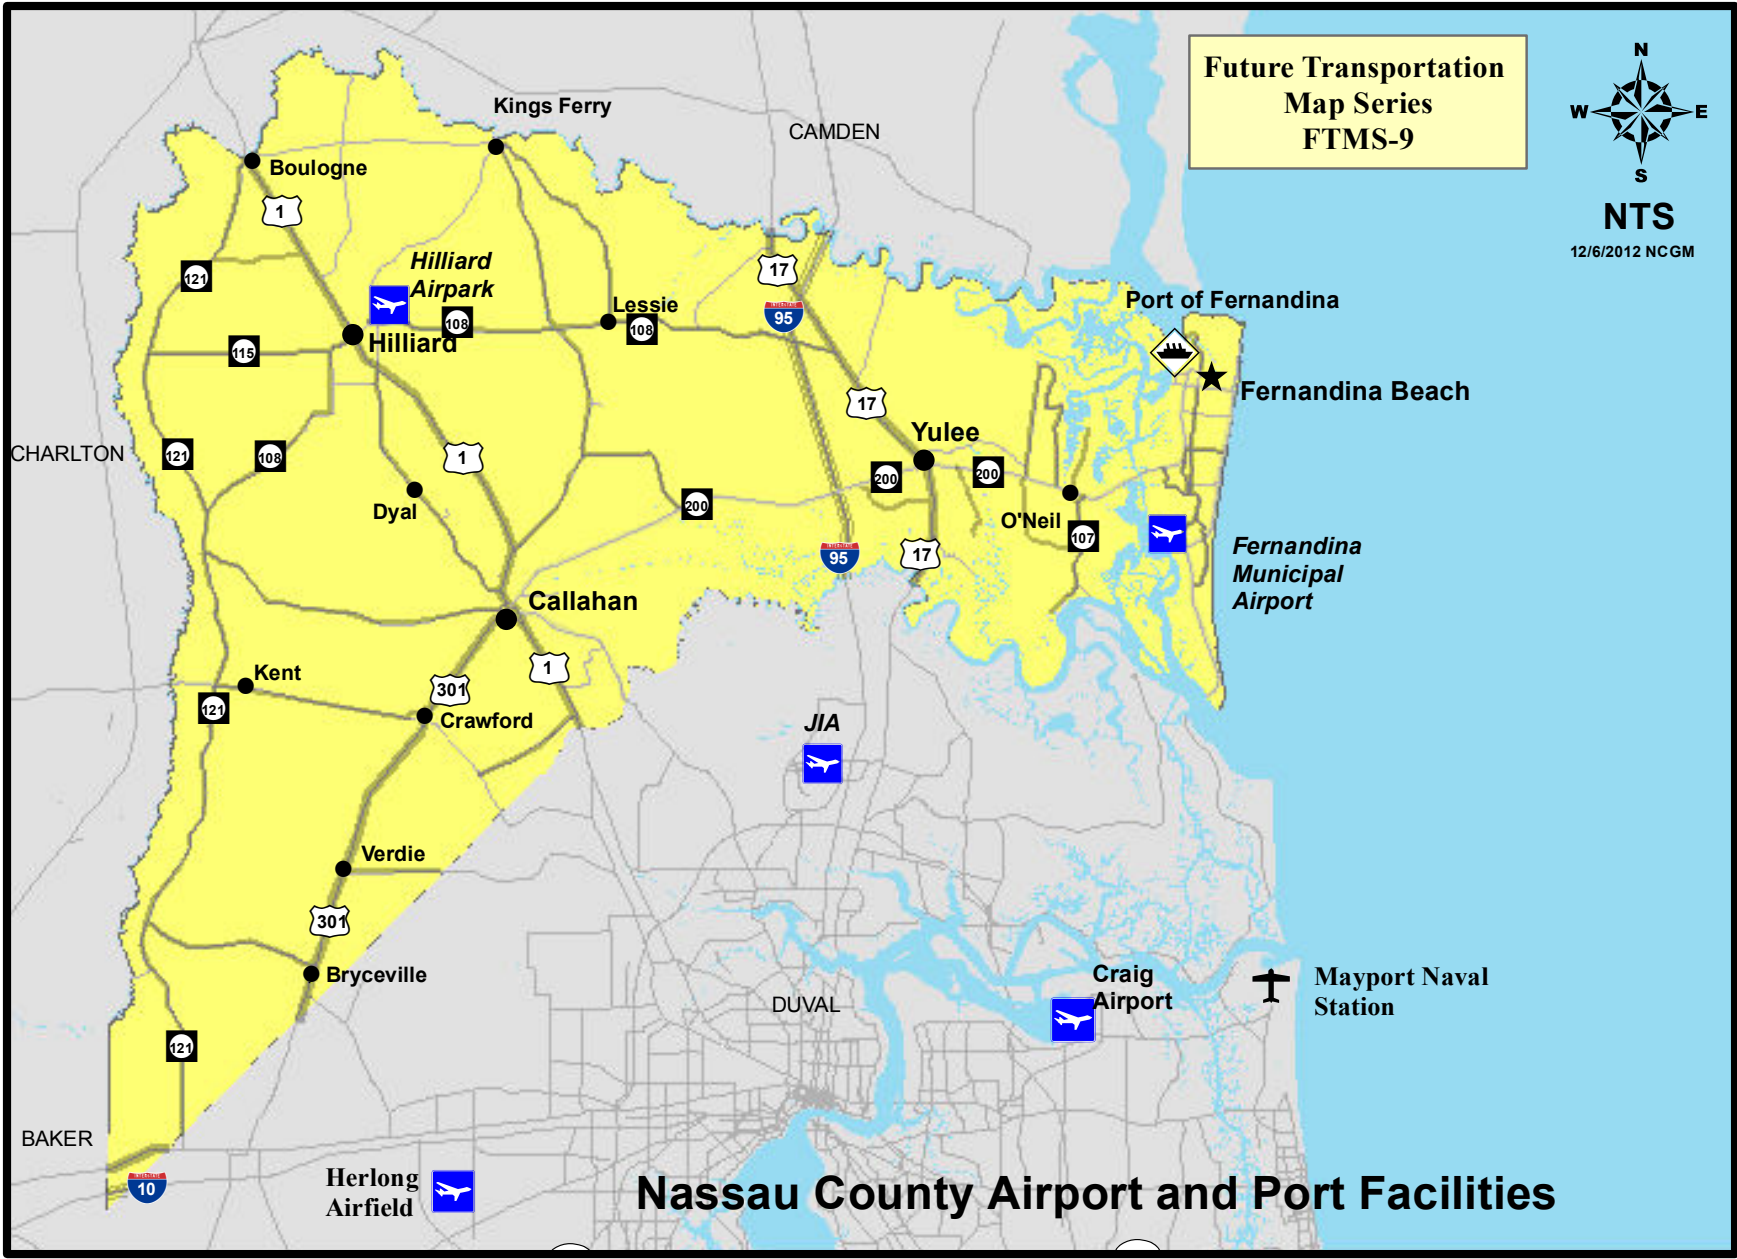 Future Transportation
Map Series
FTMS-9
N
W
E
S
NTS
12/6/2012 NCGM
Kings Ferry
CAMDEN
Boulogne
1
121
Hilliard
Airpark
17
INTERSTATE
95
Port of Fernandina
Lessie
108
108
Hilliard
115
Fernandina Beach
17
CHARLTON
121
108
1
Yulee
200
200
200
Dyal
O'Neil
107
17
INTERSTATE
95
Fernandina
Municipal
Airport
Callahan
Kent
1
301
121
Crawford
JIA
Verdie
301
Bryceville
Craig
Airport
Mayport Naval
Station
DUVAL
121
BAKER
INTERSTATE
10
Herlong
Airfield
Nassau County Airport and Port Facilities